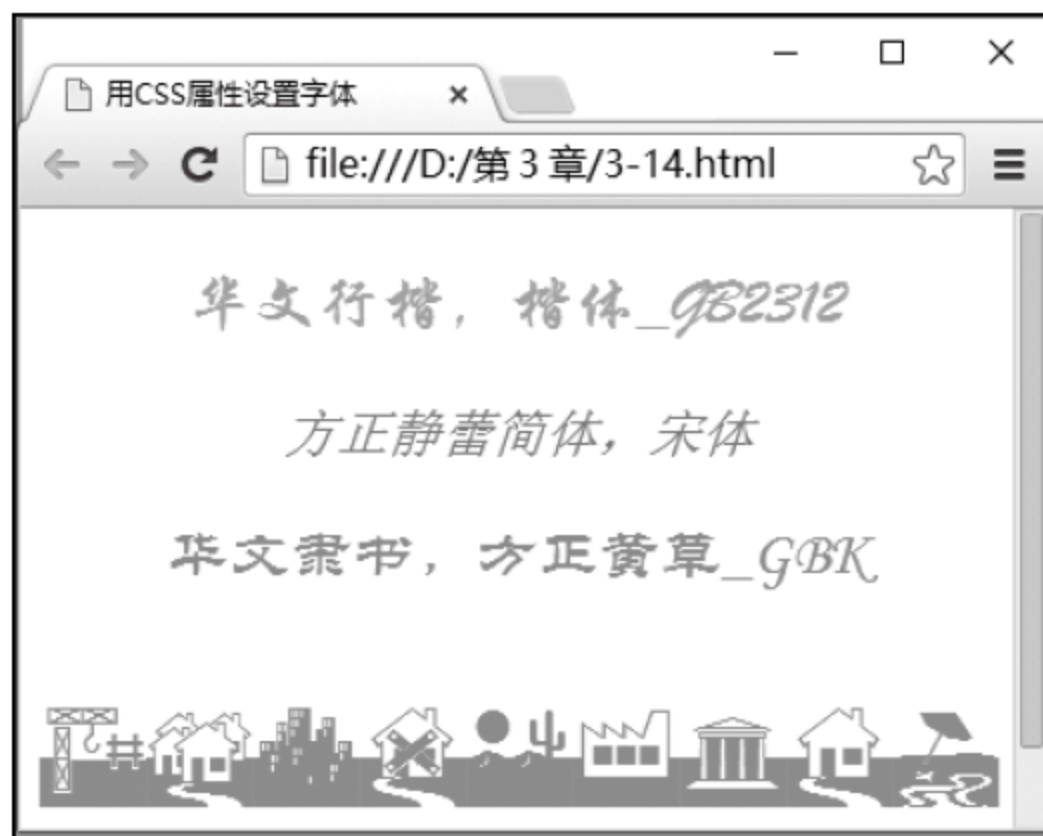 用CSS属性设置字体
file:///D:/第 3 章/3-14.html
华文行楷，楷体_GB2312
方正静蕾简体，宋体
华文隶书，方正黄草_GBK